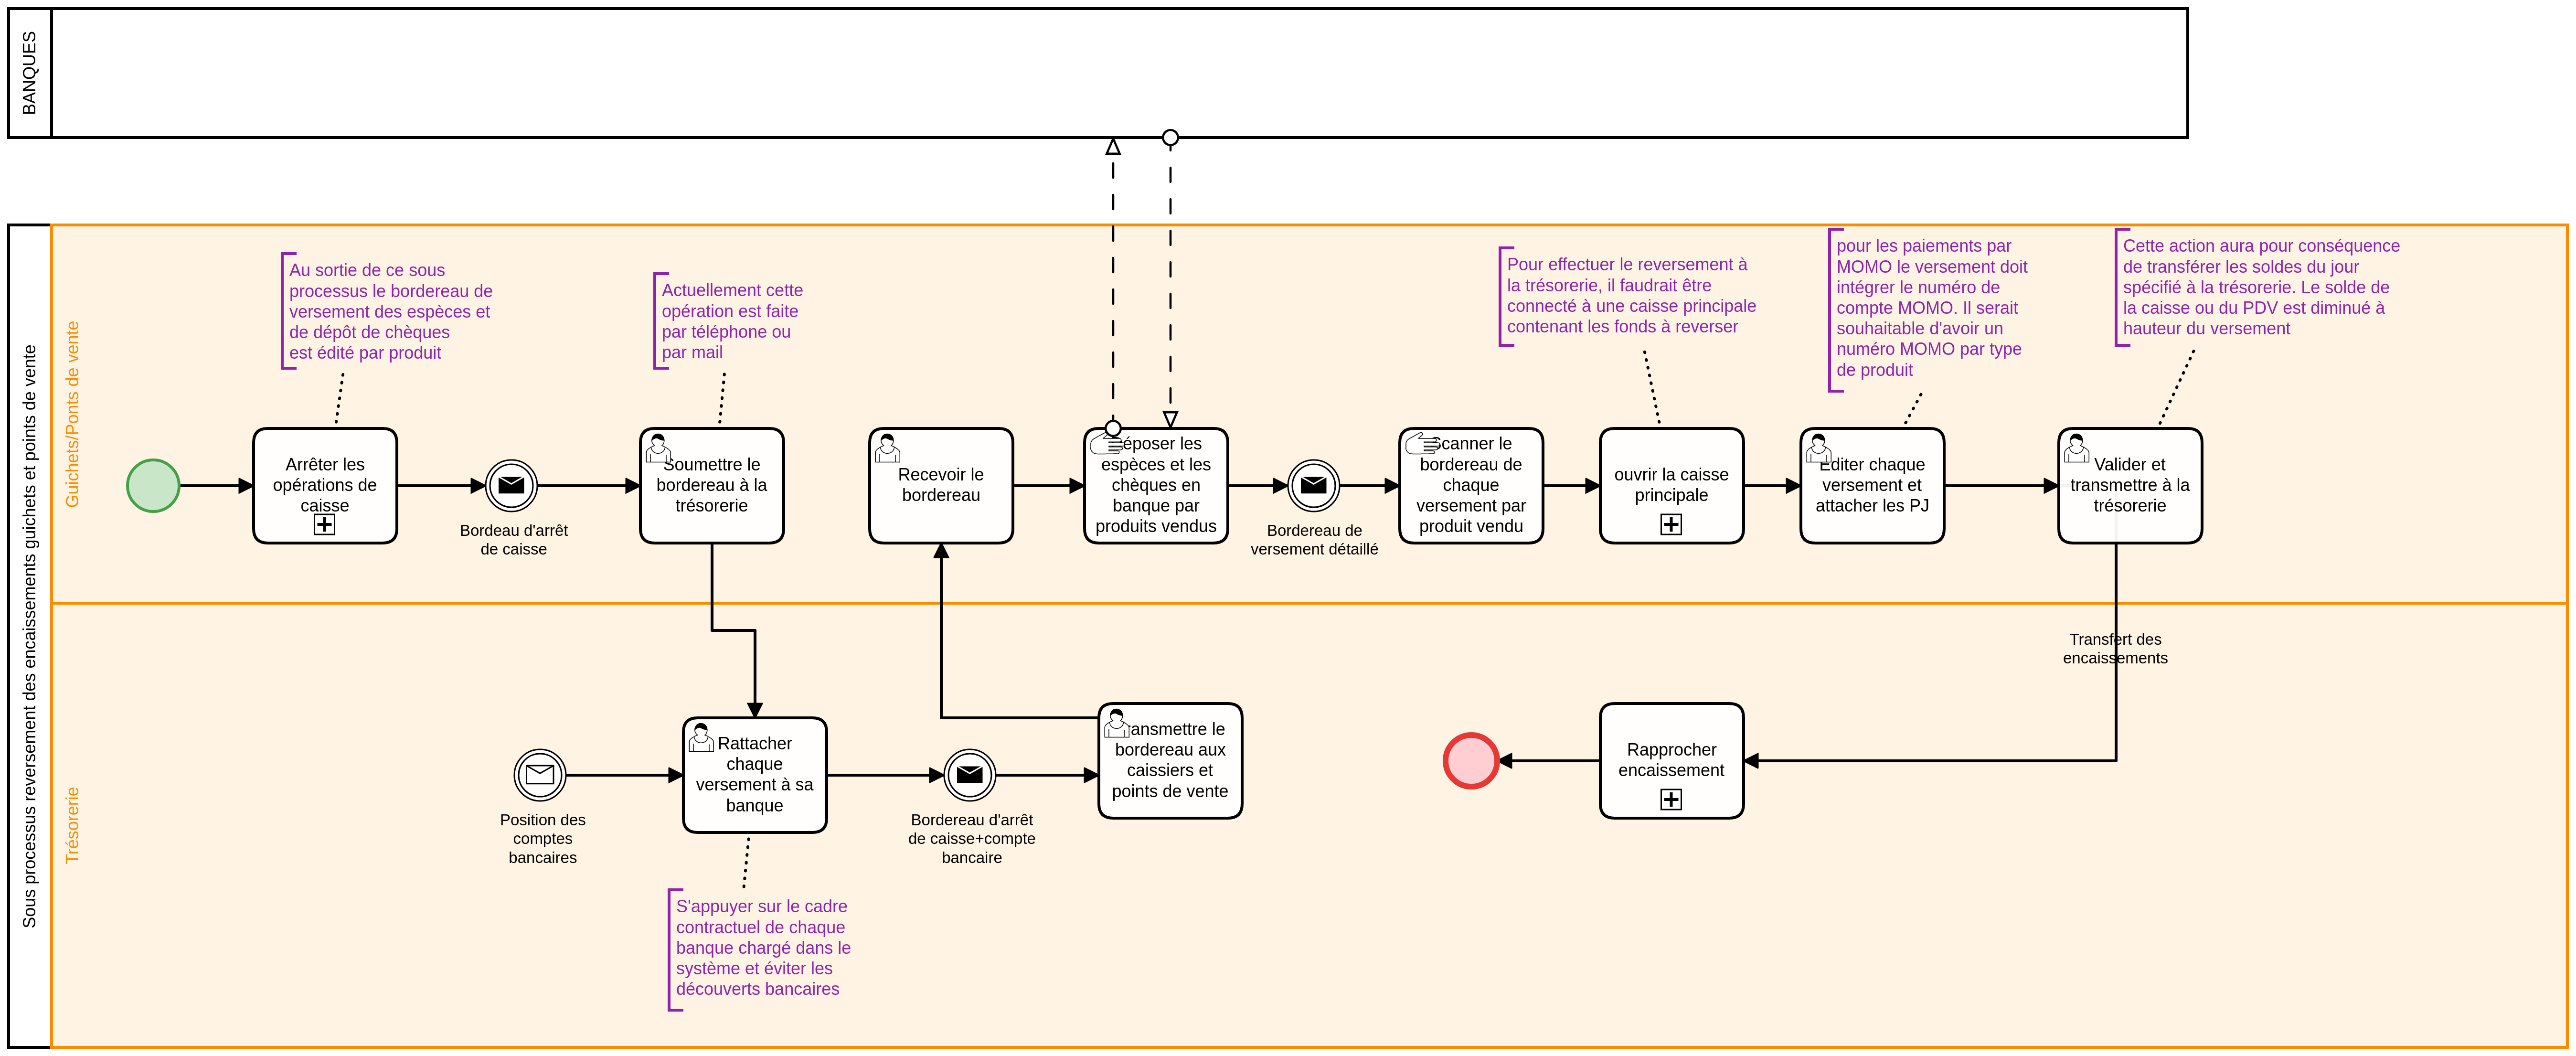 BANQUES
Sous processus reversement des encaissements guichets et points de vente
Guichets/Ponts de vente
Au sortie de ce sous
processus le bordereau de
versement des espèces et
de dépôt de chèques
est édité par produit
Actuellement cette
opération est faite
par téléphone ou
par mail
Pour effectuer le reversement à
la trésorerie, il faudrait être
connecté à une caisse principale
contenant les fonds à reverser
pour les paiements par
MOMO le versement doit
intégrer le numéro de
compte MOMO. Il serait
souhaitable d'avoir un
numéro MOMO par type
de produit
Cette action aura pour conséquence
de transférer les soldes du jour
spécifié à la trésorerie. Le solde de
la caisse ou du PDV est diminué à
hauteur du versement
Arrêter les
opérations de
caisse
Bordeau d'arrêt
de caisse
Soumettre le
bordereau à la
trésorerie
Recevoir le
bordereau
Déposer les
espèces et les
chèques en
banque par
produits vendus
Bordereau de
versement détaillé
Scanner le
bordereau de
chaque
versement par
produit vendu
ouvrir la caisse
principale
Editer chaque
versement et
attacher les PJ
Valider et
transmettre à la
trésorerie
Transfert des
encaissements
Trésorerie
Position des
comptes
bancaires
Rattacher
chaque
versement à sa
banque
Bordereau d'arrêt
de caisse+compte
bancaire
Transmettre le
bordereau aux
caissiers et
points de vente
Rapprocher
encaissement
S'appuyer sur le cadre
contractuel de chaque
banque chargé dans le
système et éviter les
découverts bancaires